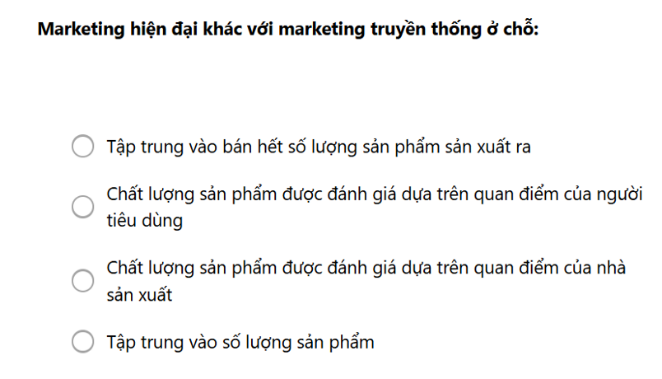 Marketing hiện đại khác với marketing truyền thống ở chỗ:
Tập trung vào bán hết số lượng sản phẩm sản xuất ra
Chất lượng sản phẩm được đánh giá dựa trên quan điểm của người
tiêu dùng
Chất lượng sản phẩm được đánh giá dựa trên quan điểm của nhà
sản xuất
Tập trung vào số lượng sản phẩm